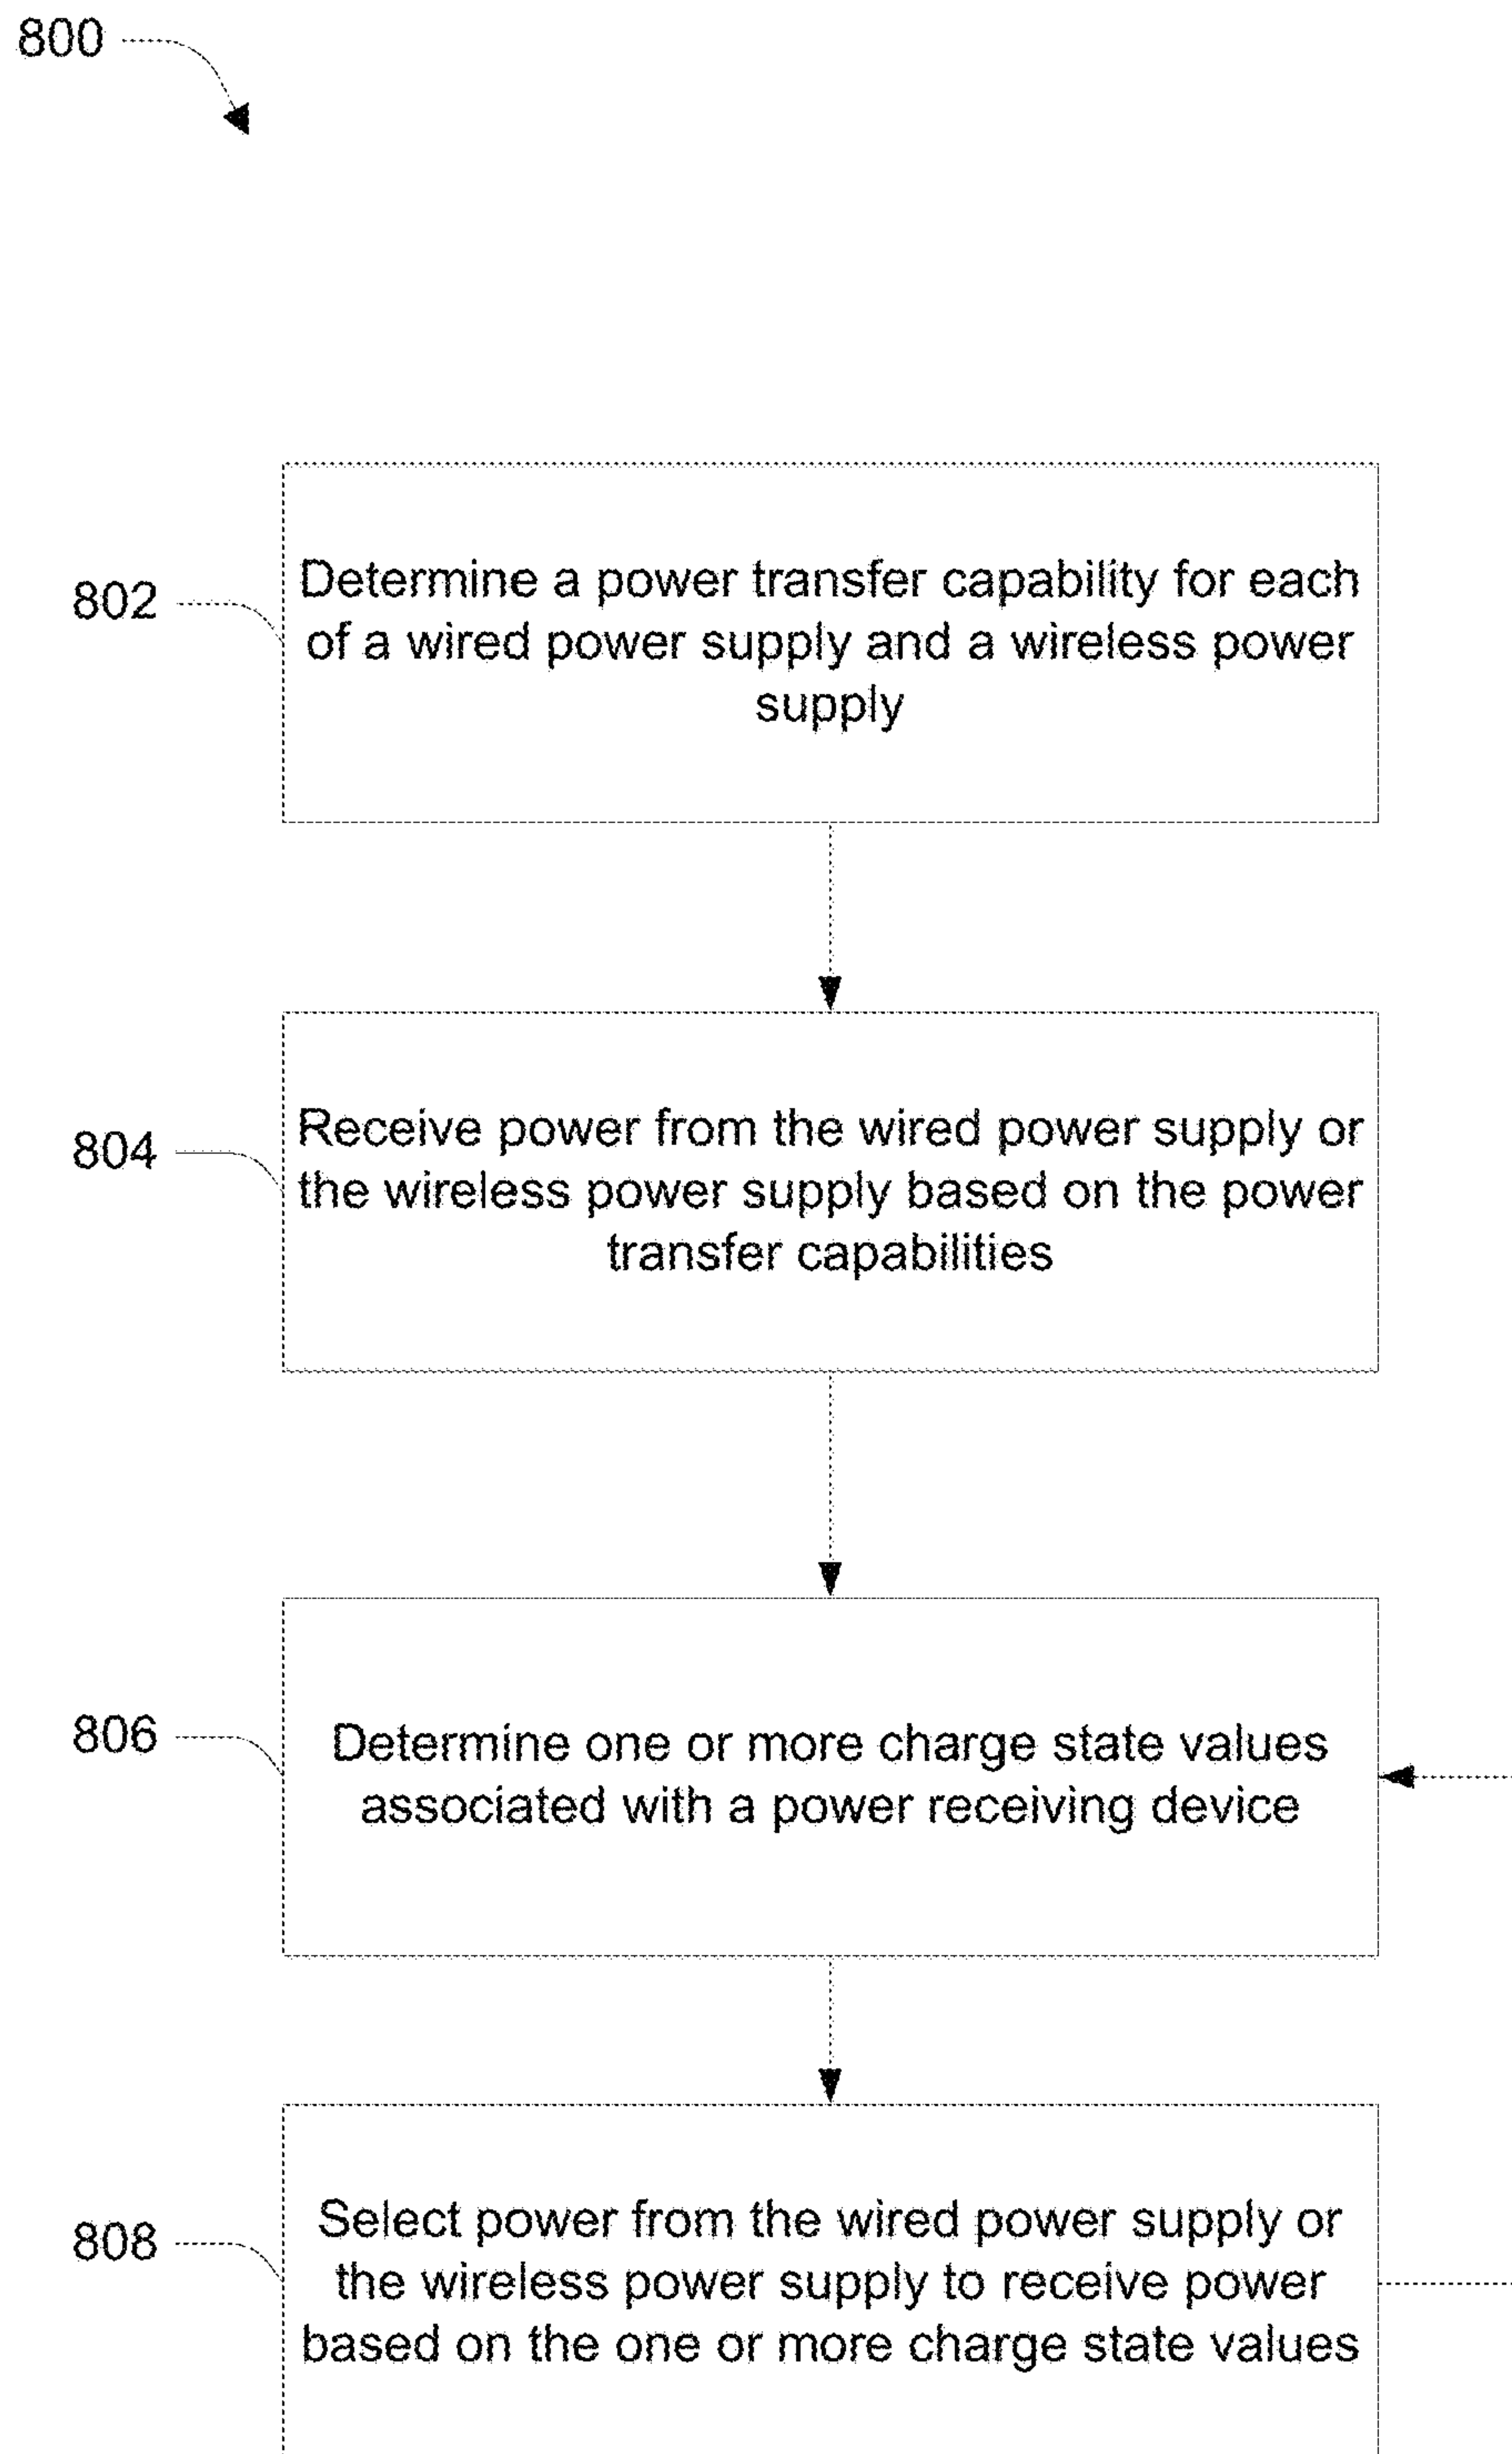 800
802
Determine a power transfer capability for each
of a wired power supply and a wireless power
supply
804
Receive power from the wired power supply or
the wireless power supply based on the power
transfer capabilities
806
Determine one or more charge state values
associated with a power receiving device
808
Select power from the wired power supply or
the wireless power supply to receive power
based on the one or more charge state values